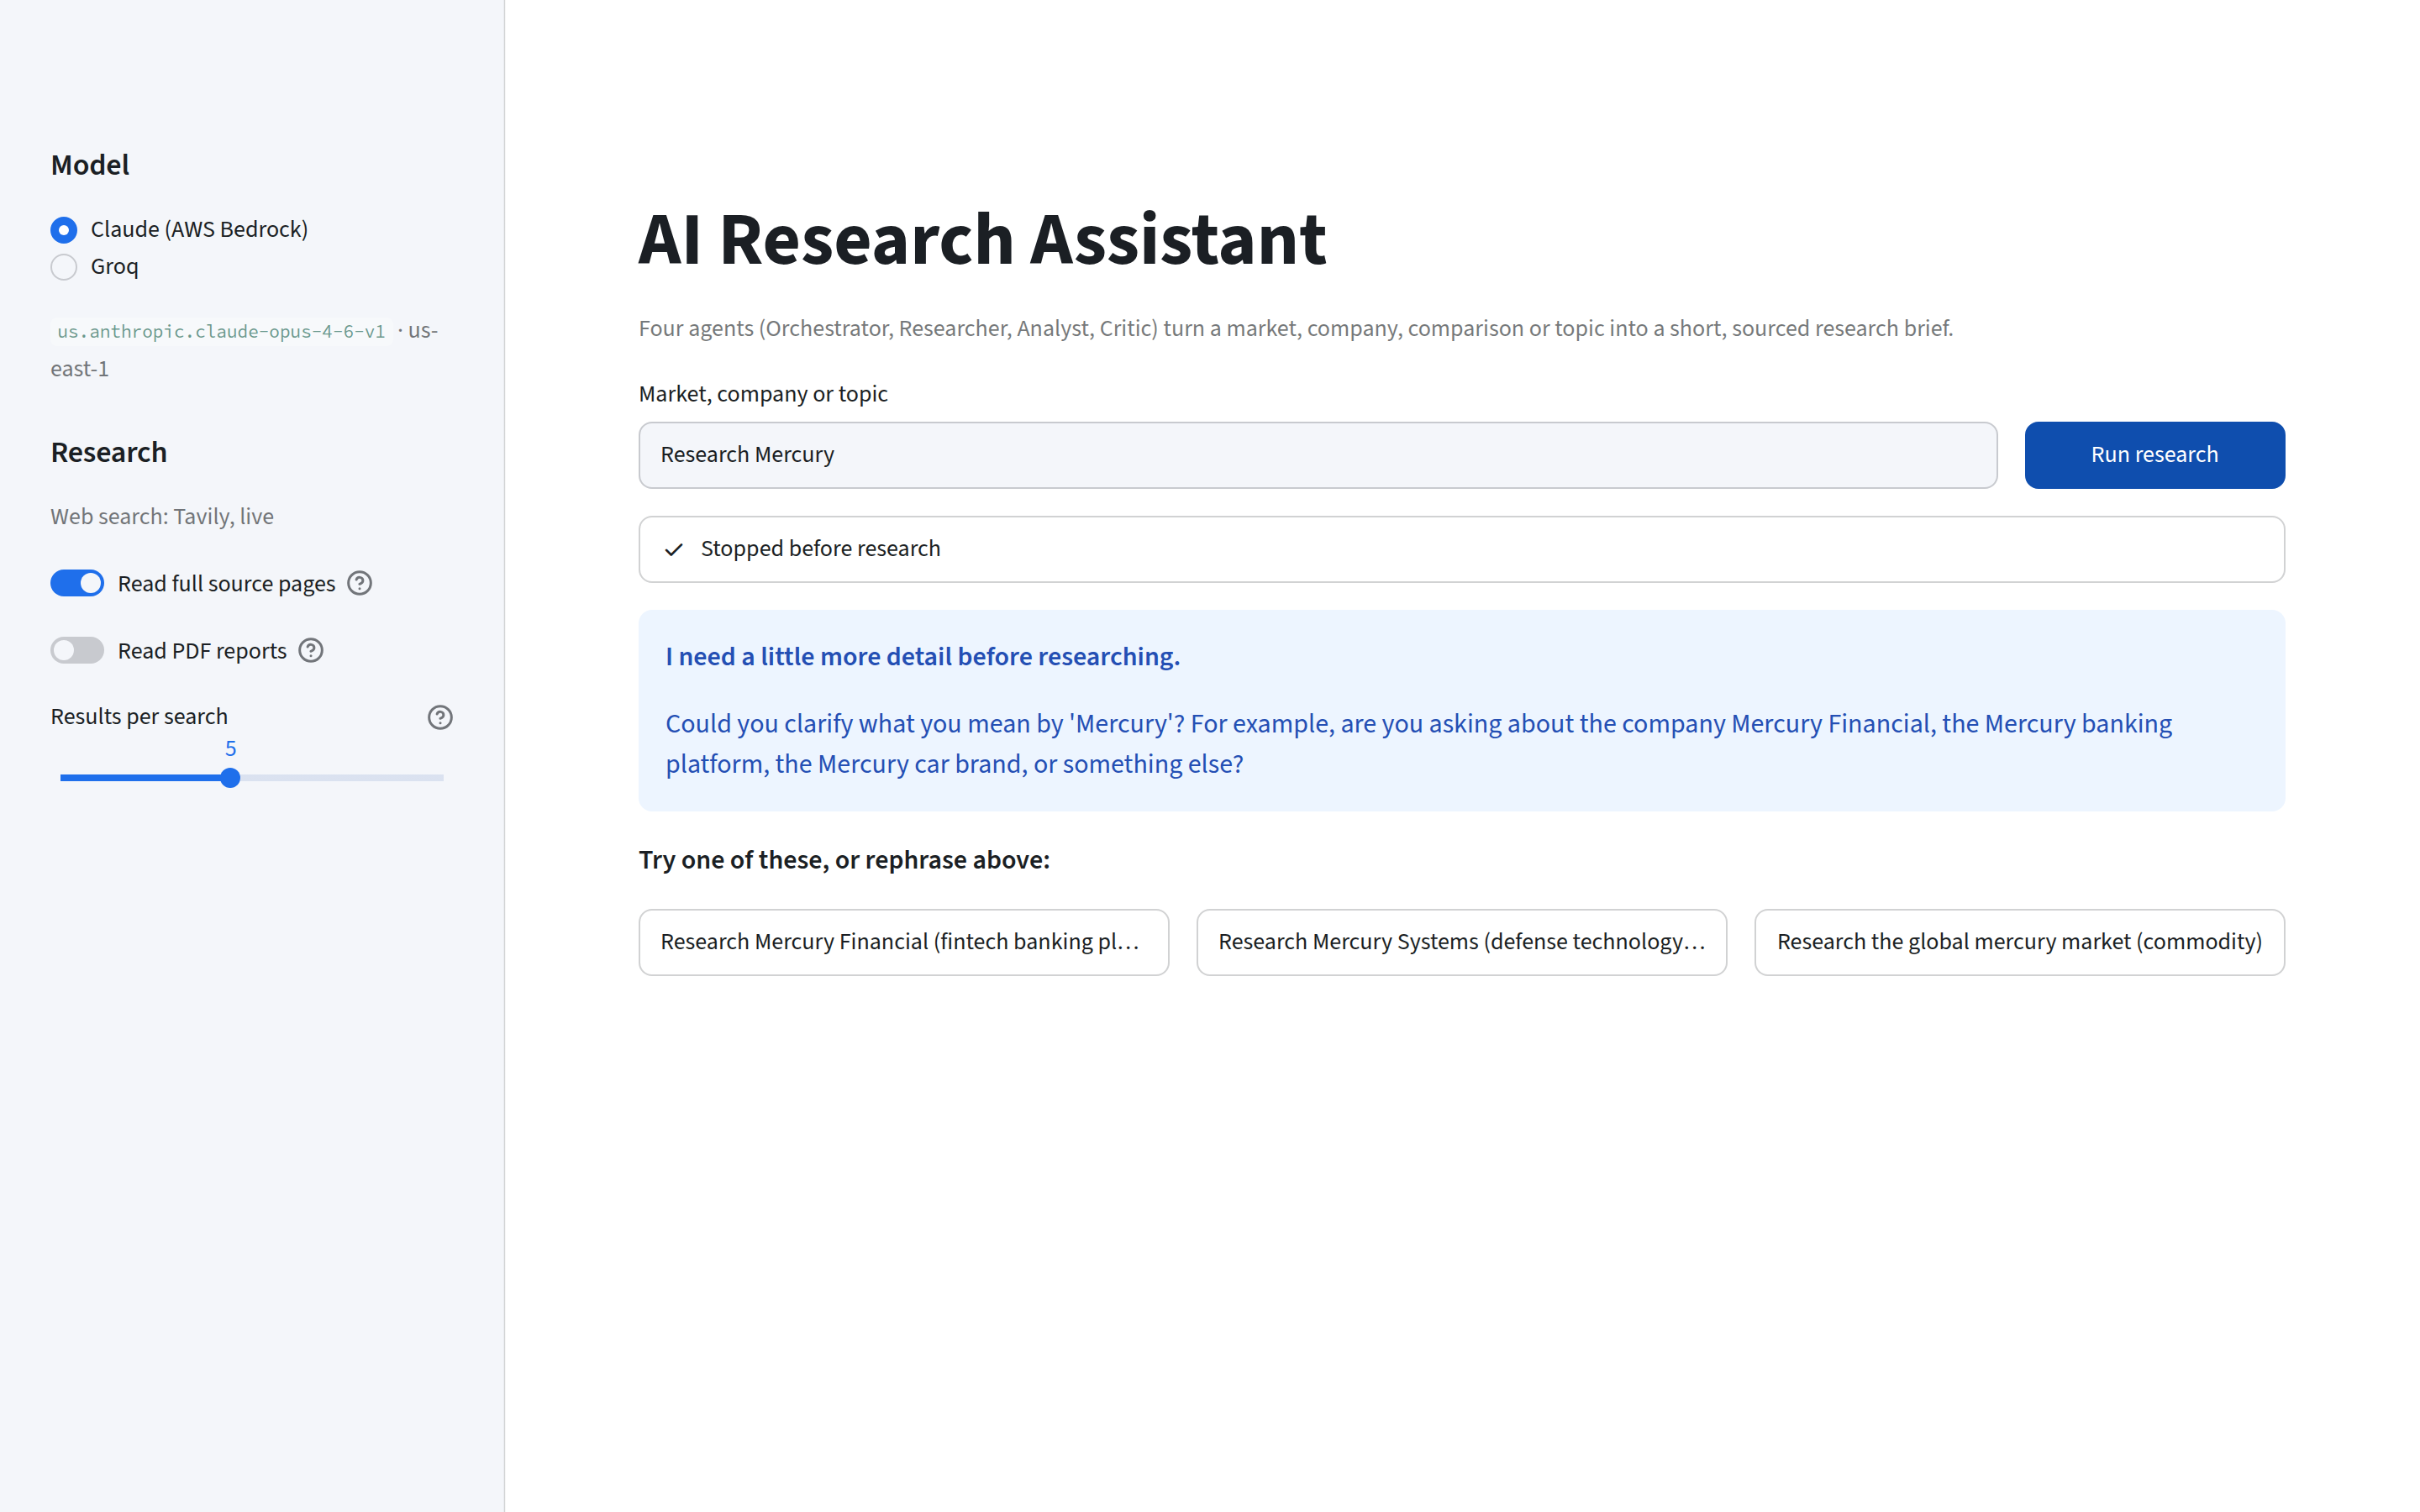 Model
Claude (AWS Bedrock)
Groq
us.anthropic.claude-opus-4-6-v1 · us-
east-1
Research
Web search: Tavily, live
Read full source pages
Read PDF reports
Results per search
5
AI Research Assistant
Four agents (Orchestrator, Researcher, Analyst, Critic) turn a market, company, comparison or topic into a short, sourced research brief.
Market, company or topic
Research Mercury
Run research
Stopped before research
I need a little more detail before researching.
Could you clarify what you mean by 'Mercury'? For example, are you asking about the company Mercury Financial, the Mercury banking
platform, the Mercury car brand, or something else?
Try one of these, or rephrase above:
Research Mercury Financial (fintech banking pl...
Research Mercury Systems (defense technology...
Research the global mercury market (commodity)